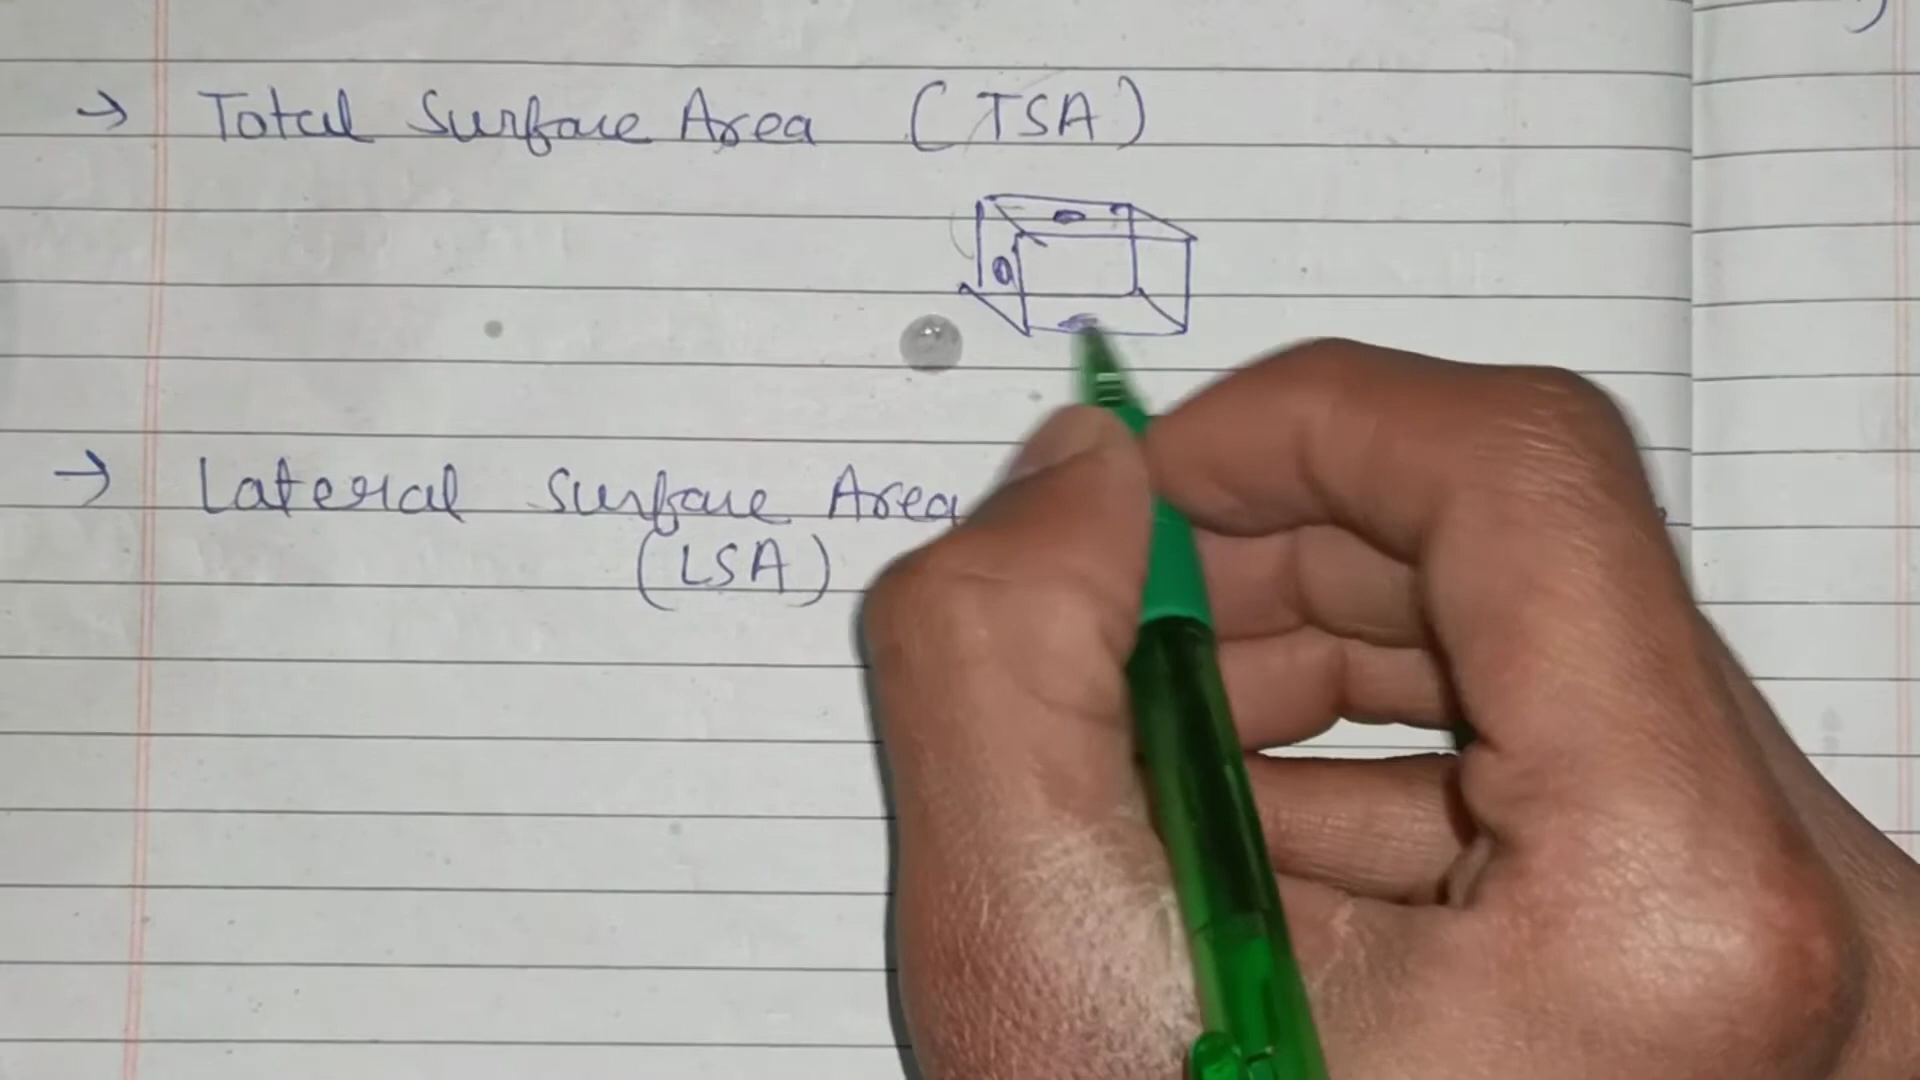 → Total Surface Area (TSA)
→ Lateral Surface Area
(LSA)